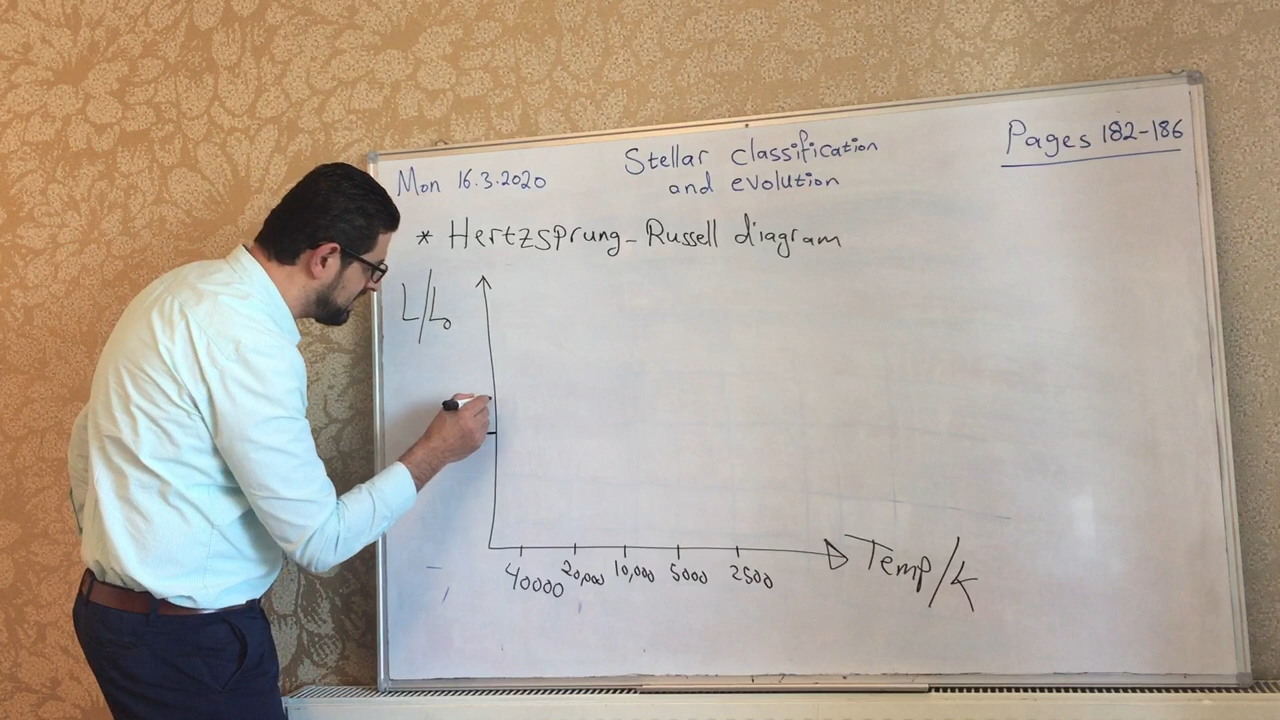 Mon 16.3.2020
Stellar classification
and evolution
Pages 182-186
* Hertzsprung-Russell diagram
L/L₀
40000 20,000 10,000 5000 2500
Temp/K